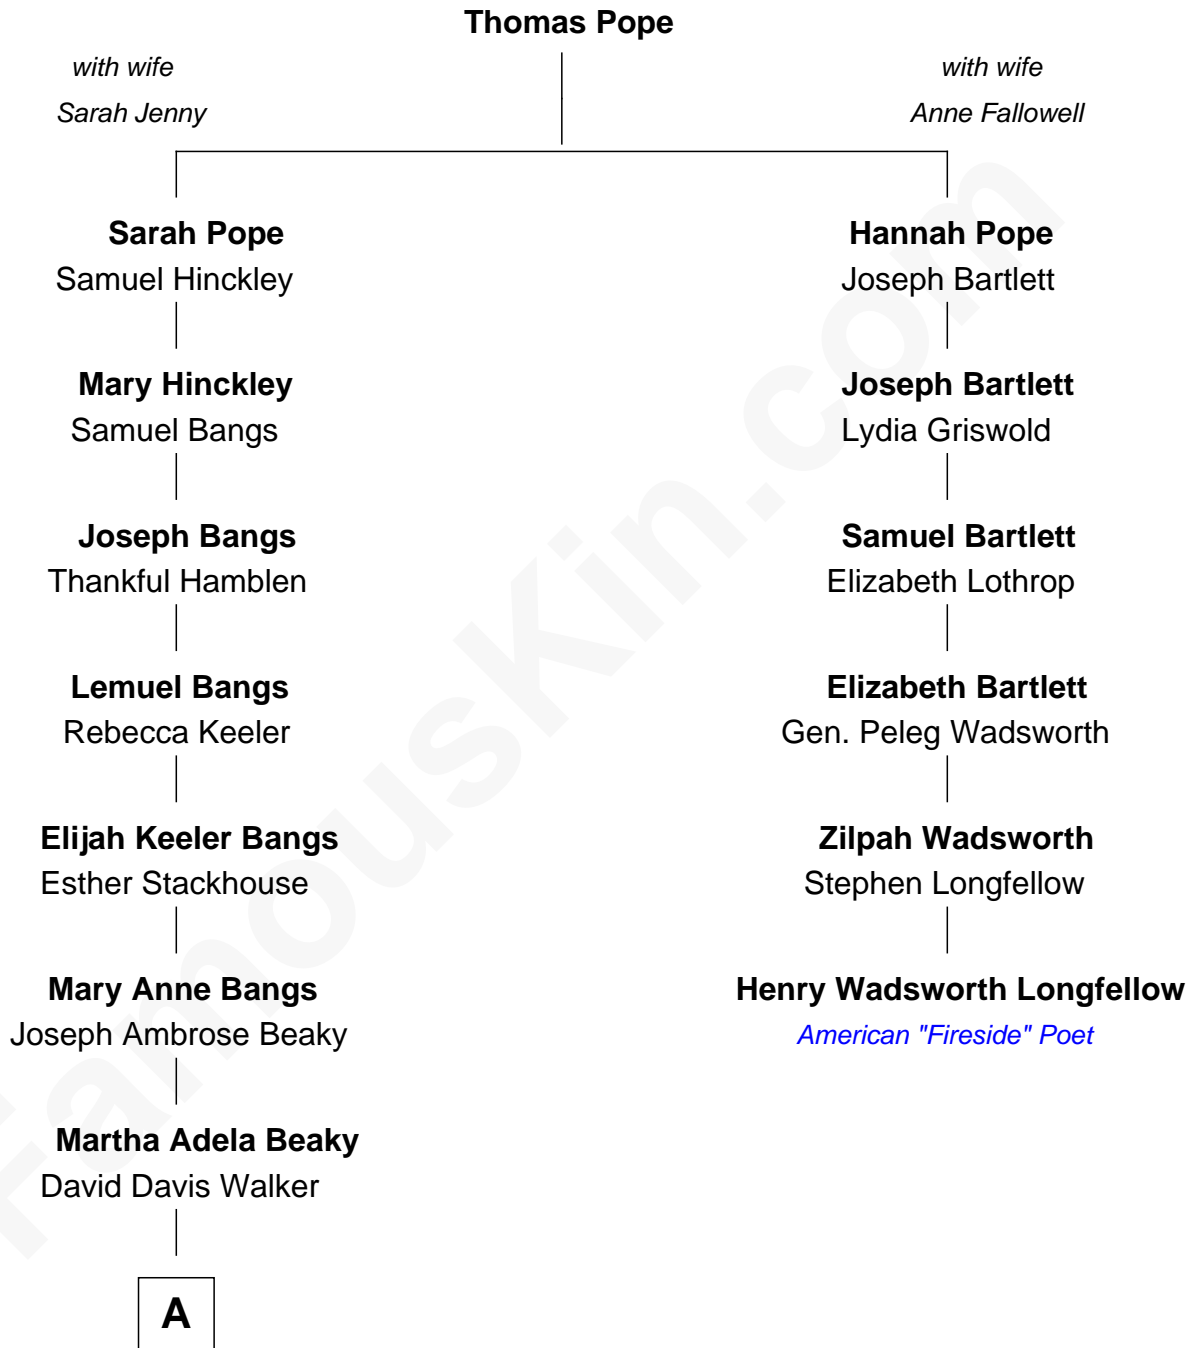 Thomas Pope
with wife
Sarah Jenny
with wife
Anne Fallowell
Sarah Pope
Samuel Hinckley
Hannah Pope
Joseph Bartlett
Mary Hinckley
Samuel Bangs
Joseph Bartlett
Lydia Griswold
Joseph Bangs
Thankful Hamblen
Samuel Bartlett
Elizabeth Lothrop
Lemuel Bangs
Rebecca Keeler
Elizabeth Bartlett
Gen. Peleg Wadsworth
Elijah Keeler Bangs
Esther Stackhouse
Zilpah Wadsworth
Stephen Longfellow
Mary Anne Bangs
Joseph Ambrose Beaky
Henry Wadsworth Longfellow
American "Fireside" Poet
Martha Adela Beaky
David Davis Walker
A
FamousKin.com